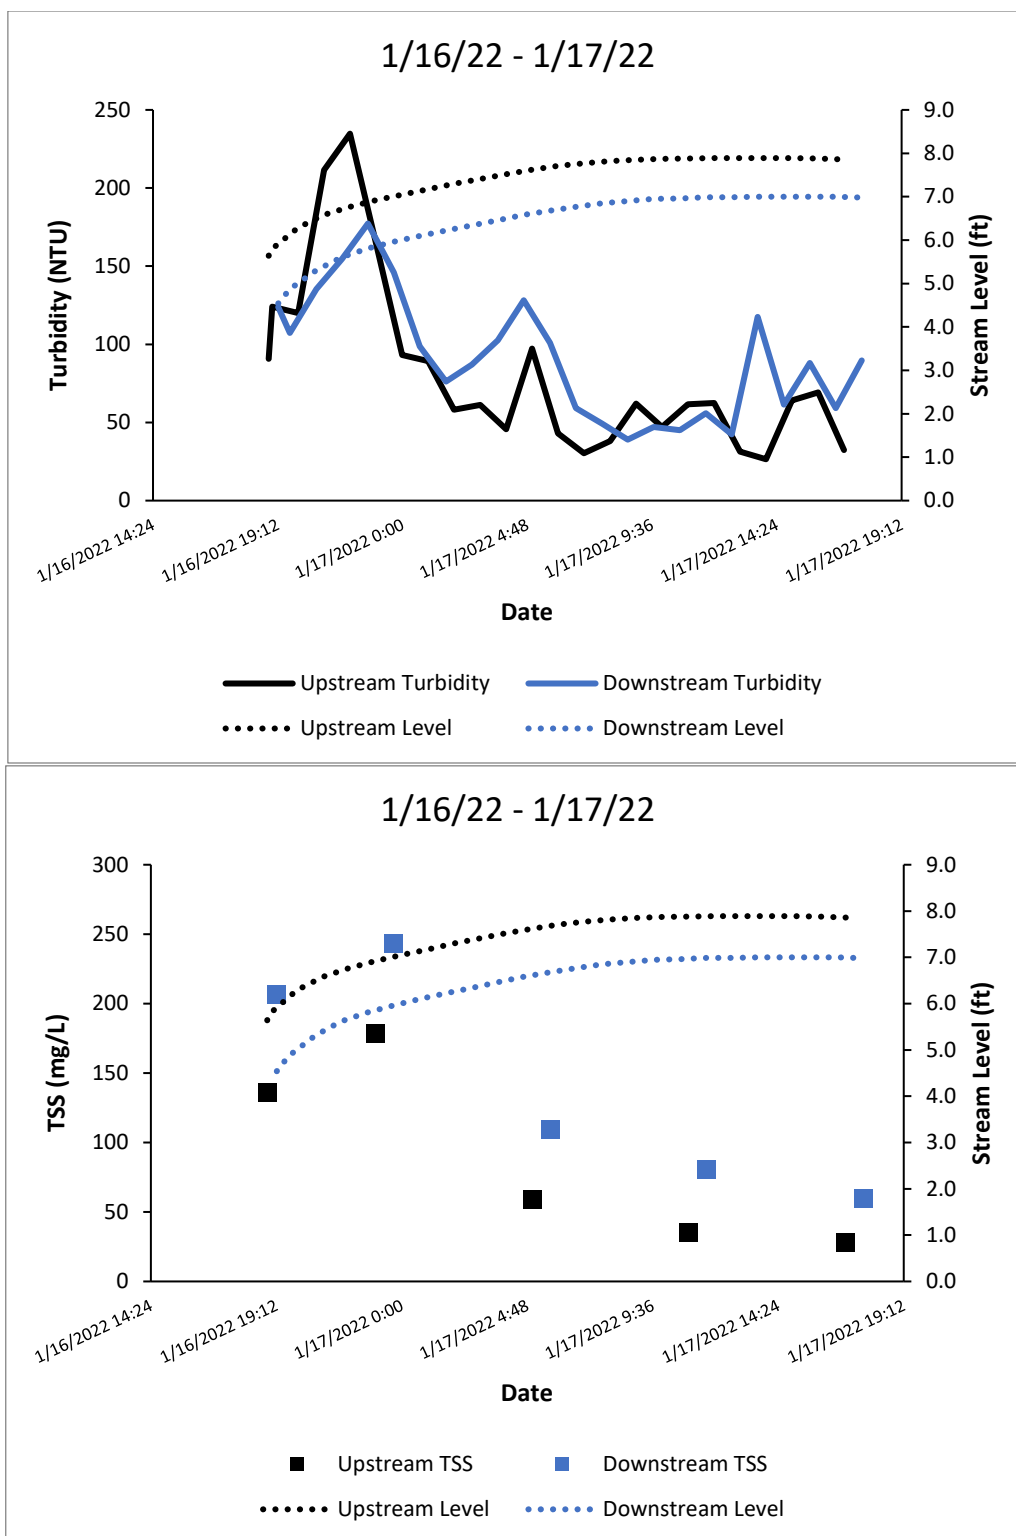 1/16/22 - 1/17/22
250
200
150
100
50
0
Turbidity (NTU)
9.0
8.0
7.0
6.0
5.0
4.0
3.0
2.0
1.0
0.0
Stream Level (ft)
1/16/2022 14:24
1/16/2022 19:12
1/17/2022 0:00
1/17/2022 4:48
1/17/2022 9:36
1/17/2022 14:24
1/17/2022 19:12
Date
Upstream Turbidity
Downstream Turbidity
Upstream Level
Downstream Level
1/16/22 - 1/17/22
300
250
200
150
100
50
0
TSS (mg/L)
9.0
8.0
7.0
6.0
5.0
4.0
3.0
2.0
1.0
0.0
Stream Level (ft)
1/16/2022 14:24
1/16/2022 19:12
1/17/2022 0:00
1/17/2022 4:48
1/17/2022 9:36
1/17/2022 14:24
1/17/2022 19:12
Date
Upstream TSS
Downstream TSS
Upstream Level
Downstream Level